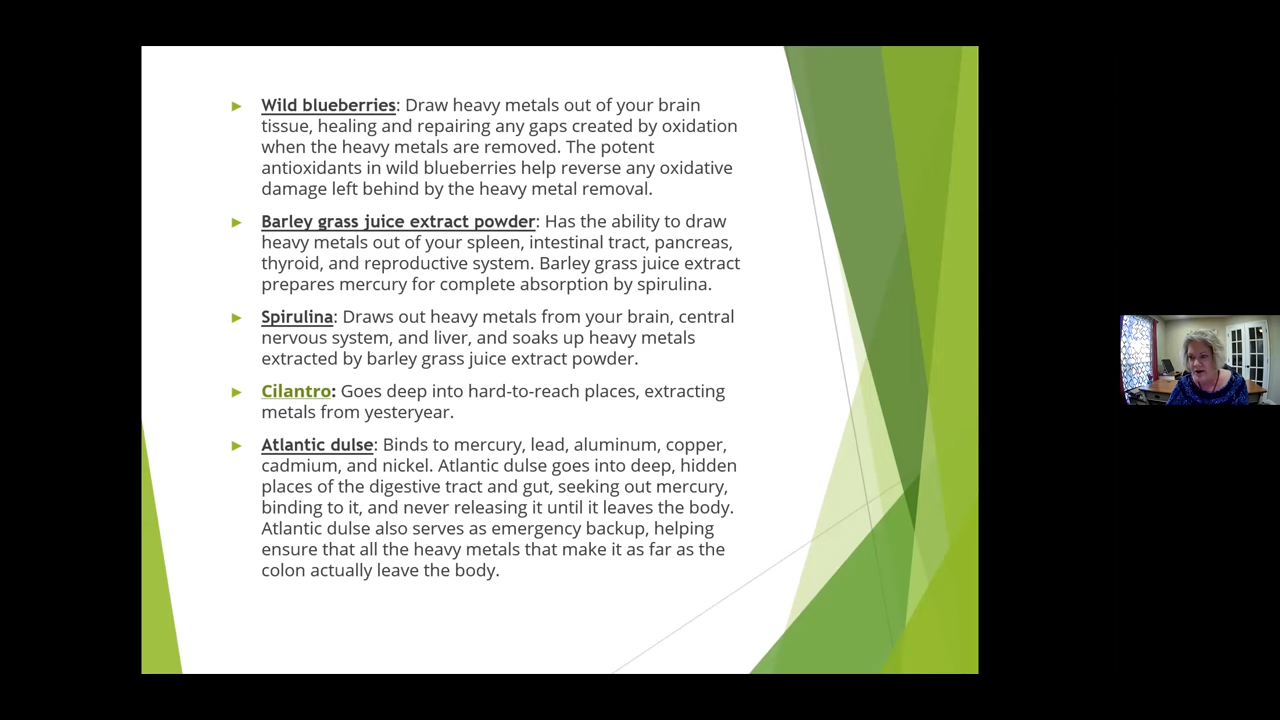 Wild blueberries: Draw heavy metals out of your brain
tissue, healing and repairing any gaps created by oxidation
when the heavy metals are removed. The potent
antioxidants in wild blueberries help reverse any oxidative
damage left behind by the heavy metal removal.
Barley grass juice extract powder: Has the ability to draw
heavy metals out of your spleen, intestinal tract, pancreas,
thyroid, and reproductive system. Barley grass juice extract
prepares mercury for complete absorption by spirulina.
Spirulina: Draws out heavy metals from your brain, central
nervous system, and liver, and soaks up heavy metals
extracted by barley grass juice extract powder.
Cilantro: Goes deep into hard-to-reach places, extracting
metals from yesteryear.
Atlantic dulse: Binds to mercury, lead, aluminum, copper,
cadmium, and nickel. Atlantic dulse goes into deep, hidden
places of the digestive tract and gut, seeking out mercury,
binding to it, and never releasing it until it leaves the body.
Atlantic dulse also serves as emergency backup, helping
ensure that all the heavy metals that make it as far as the
colon actually leave the body.